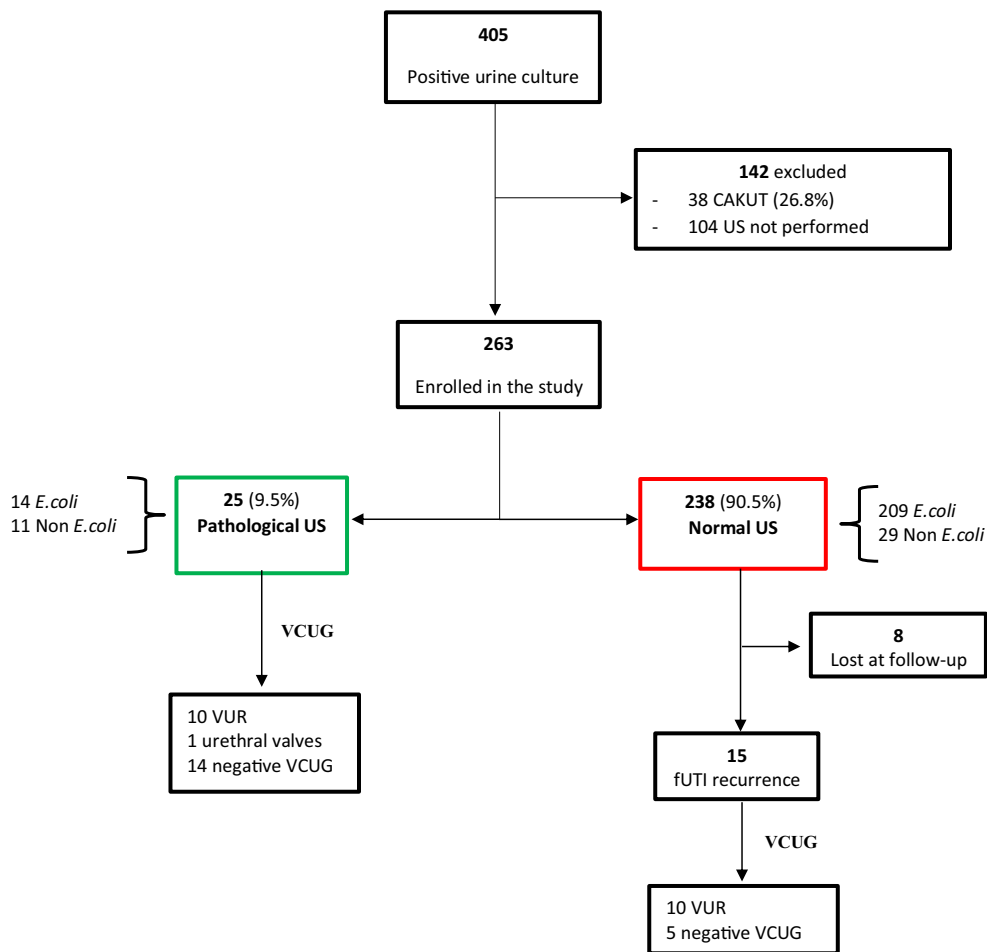 405
Positive urine culture
142 excluded
- 38 CAKUT (26.8%)
- 104 US not performed
263
Enrolled in the study
14 E.coli
11 Non E.coli
25 (9.5%)
Pathological US
238 (90.5%)
Normal US
209 E.coli
29 Non E.coli
VCUG
8
Lost at follow-up
10 VUR
1 urethral valves
14 negative VCUG
15
fUTI recurrence
VCUG
10 VUR
5 negative VCUG